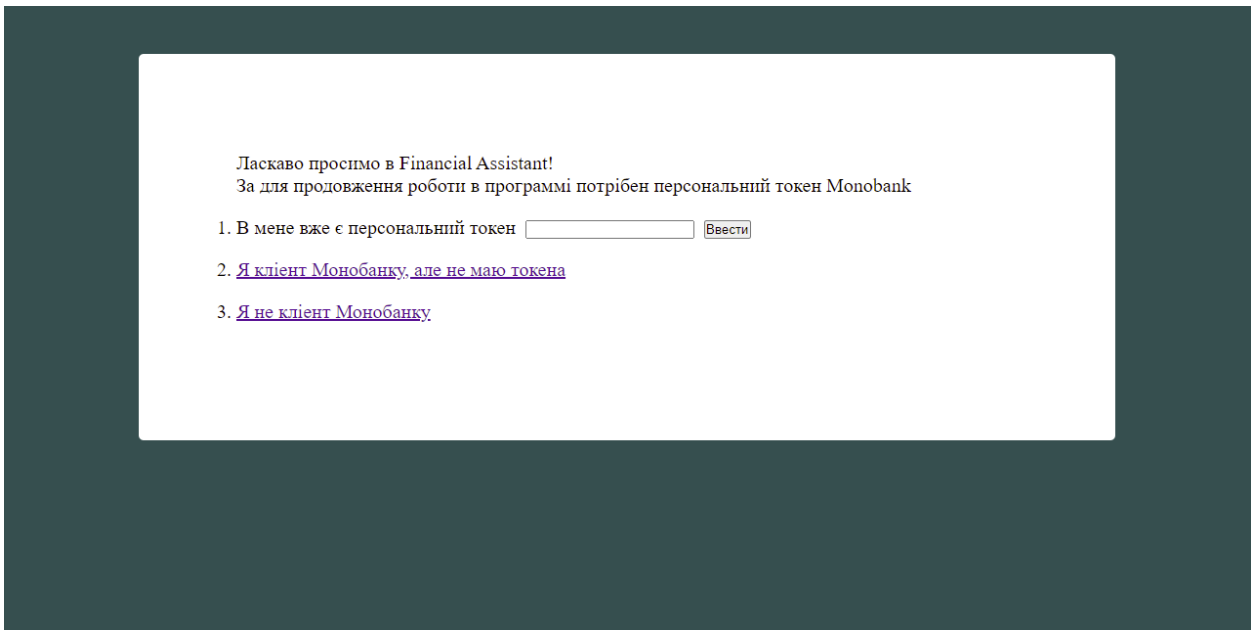 Ласкаво просимо в Financial Assistant!
За для продовження роботи в программі потрібен персональний токен Monobank
1. В мене вже є персональний токен Ввести
2. Я клієнт Монобанку, але не маю токена
3. Я не клієнт Монобанку